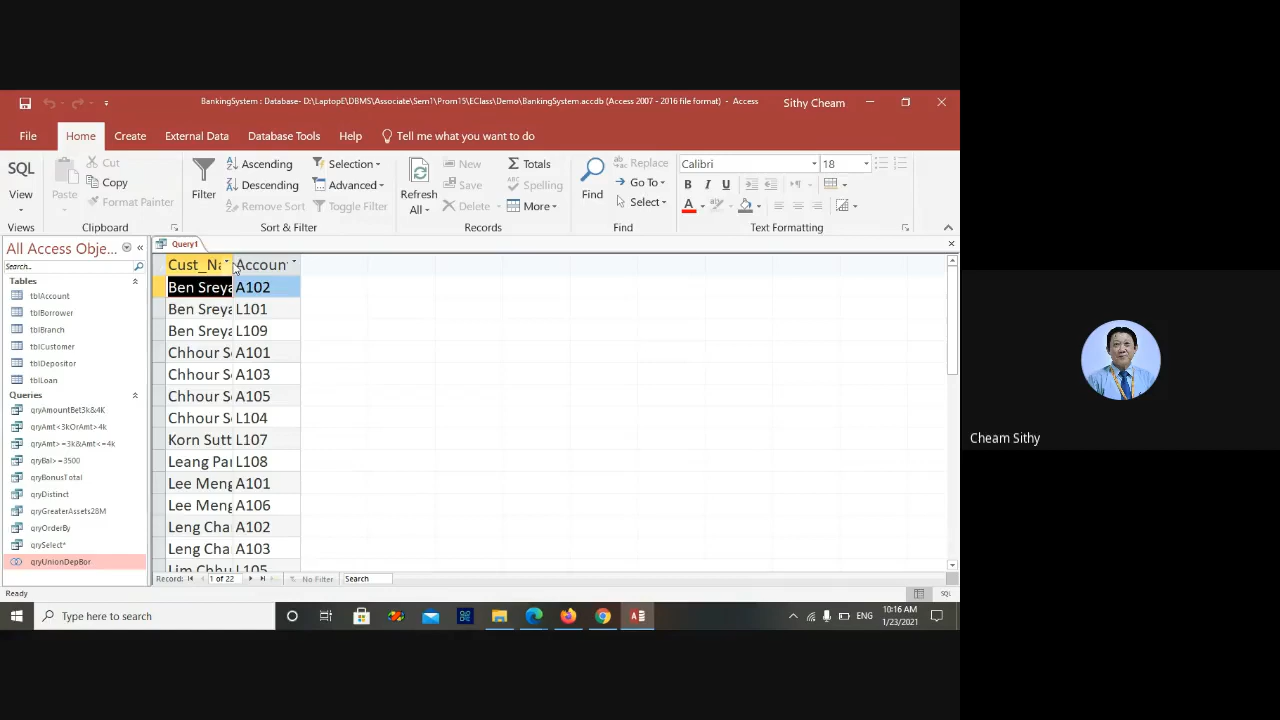 BankingSystem : Database- D:\LaptopE\DBMS\Associate\Sem1\Prom15\EClass\Demo\BankingSystem.accdb (Access 2007 - 2016 File format) - Access
Sithy Cheam
File Home Create External Data Database Tools Help Tell me what you want to do
SQL
View
Views
Paste
Cut
Copy
Format Painter
Clipboard
Filter
Ascending
Descending
Remove Sort
Selection
Advanced
Toggle Filter
Sort & Filter
Refresh
All
New
Save
Delete
Totals
Spelling
More
Records
Find
Replace
Go To
Select
Find
Calibri 18
B I U
A
Text Formatting
All Access Obje...
Search...
Tables
tblAccount
tblBorrower
tblBranch
tblCustomer
tblDepositor
tblLoan
Queries
qryAmountBet3k&4K
qryAmt<3kOrAmt>4k
qryAmt>=3k&Amt<=4k
qryBal>=3500
qryBonusTotal
qryDistinct
qryGreaterAssets28M
qryOrderBy
qrySelect*
qryUnionDepBor
Query1
Cust_Na Accoun
Ben Sreya A102
Ben Sreya L101
Ben Sreya L109
Chhour S A101
Chhour S A103
Chhour S A105
Chhour S L104
Korn Sutt L107
Leang Pa L108
Lee Meng A101
Lee Meng A106
Leng Cha A102
Leng Cha A103
Lim Chhu L105
Record: 1 of 22 No Filter Search
Ready
SQL
Type here to search
ENG
10:16 AM
1/23/2021
Cheam Sithy